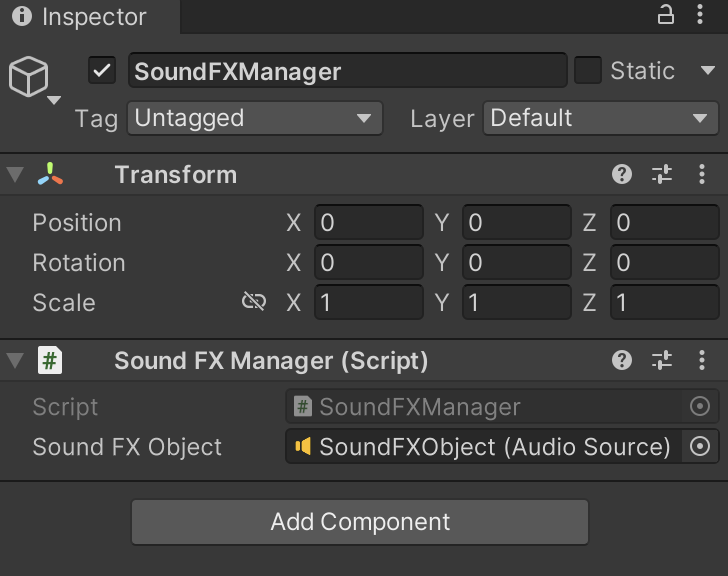 Inspector
SoundFXManager Static
Tag Untagged Layer Default
Transform
Position X 0 Y 0 Z 0
Rotation X 0 Y 0 Z 0
Scale X 1 Y 1 Z 1
# Sound FX Manager (Script)
Script # SoundFXManager
Sound FX Object SoundFXObject (Audio Source)
Add Component